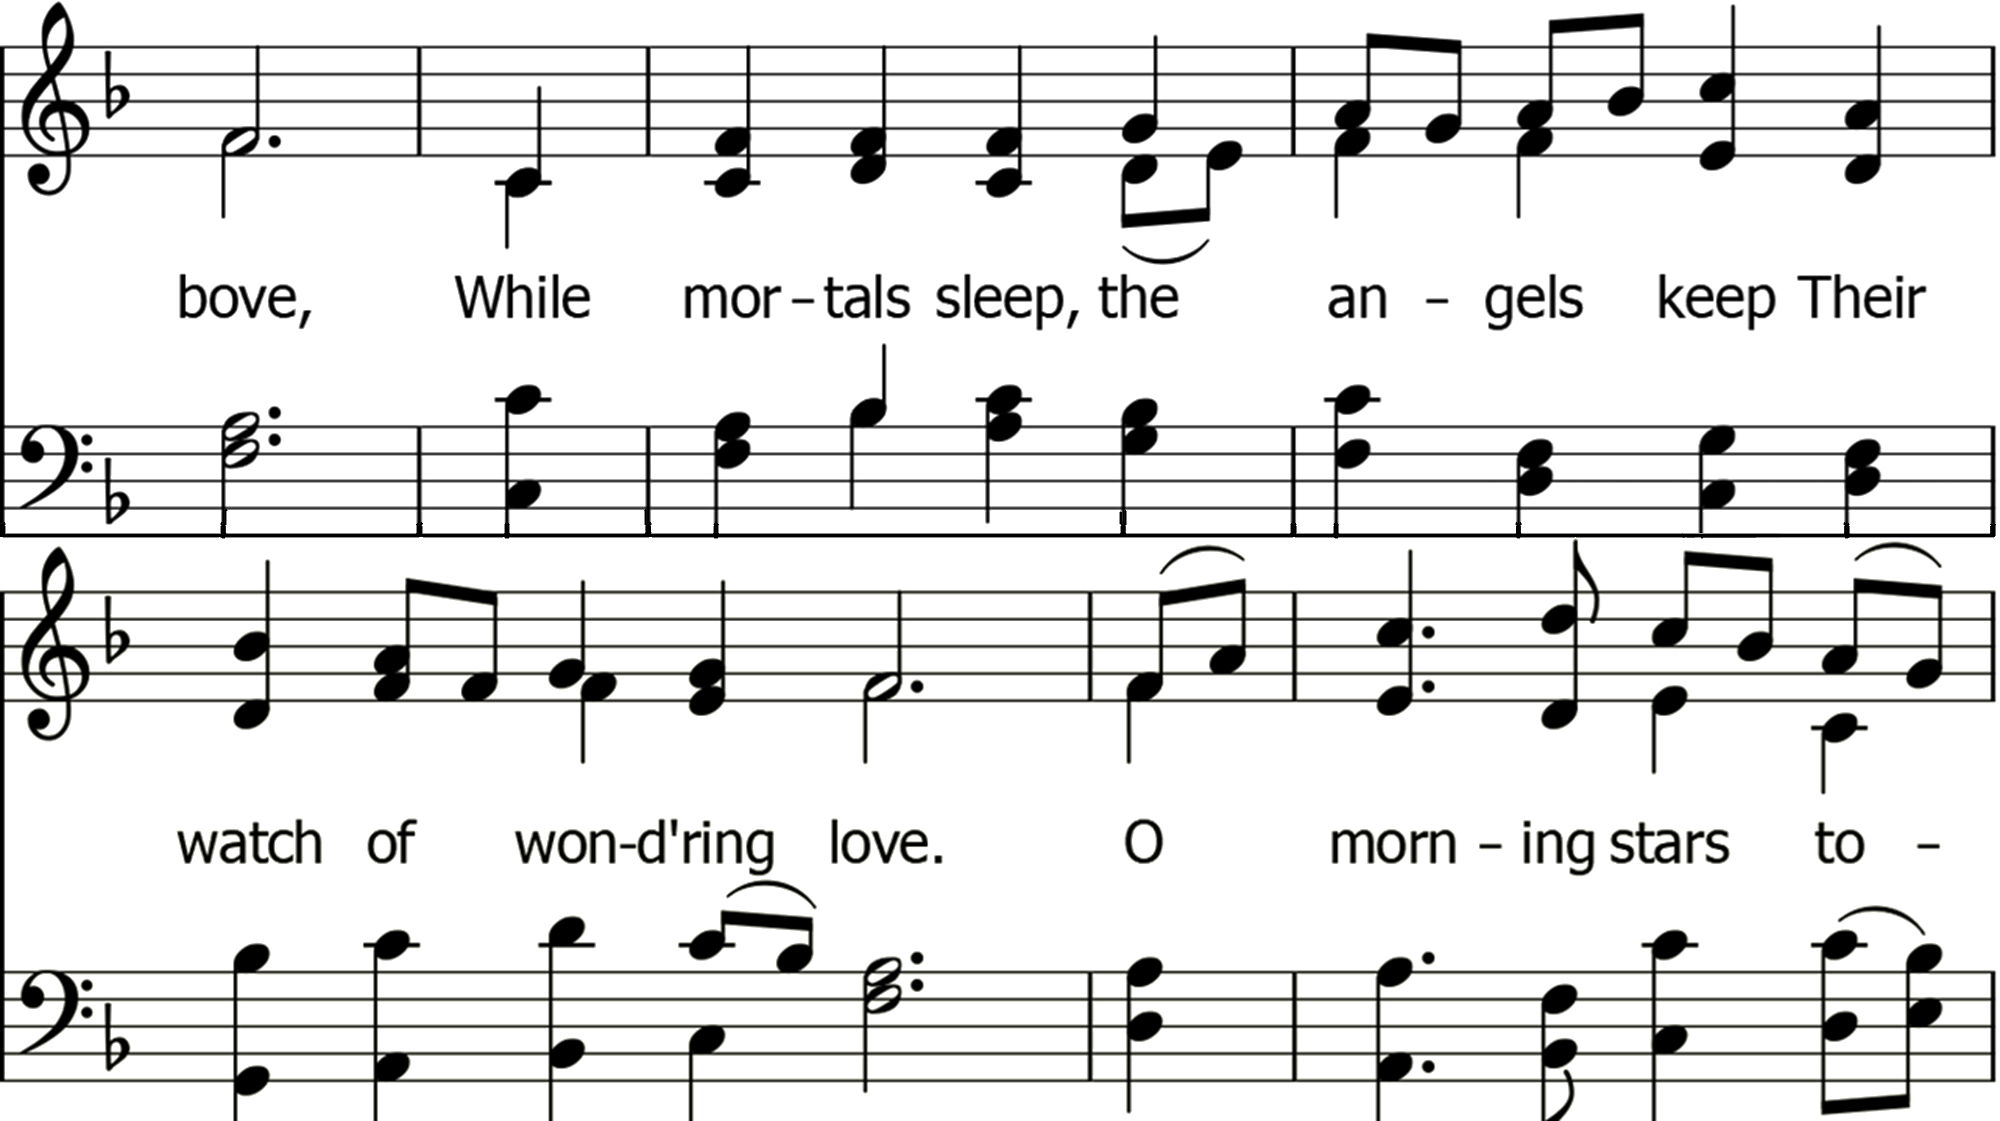 bove, While mor – tals sleep, the an – gels keep Their
watch of won-d'ring love. O morn – ing stars to –